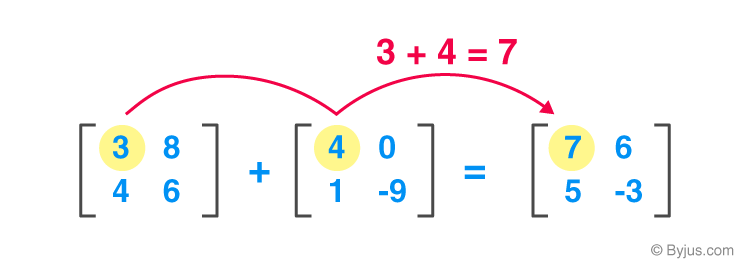 3 + 4 = 7
3 8 4 0 7 6
+ =
4 6 1 -9 5 -3
© Byjus.com